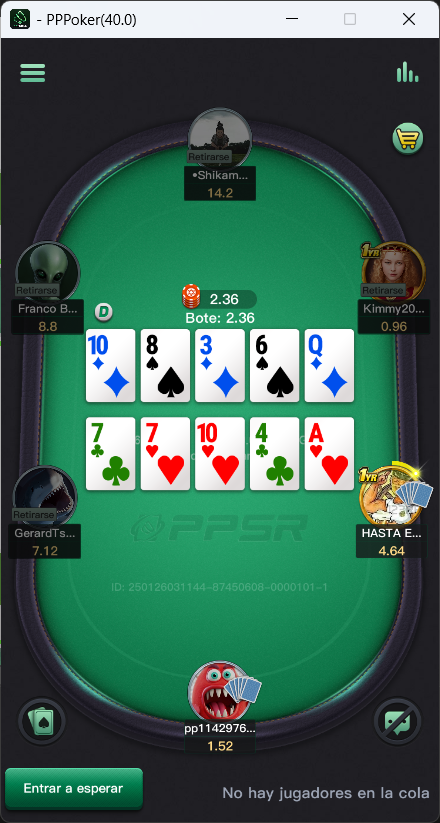 - PPPoker(40.0)
•Shikam...
Retirarse
14.2
1YR
Retirarse
Retirarse
Franco B...
Kimmy20...
8.8
0.96
2.36
D
Bote: 2.36
10 8 3 6 Q
7 7 10 4 A
1YR
Retirarse
GerardTs...
HASTA E...
7.12
4.64
PPSR
ID: 250126031144-87450608-0000101-1
pp1142976...
1.52
Entrar a esperar
No hay jugadores en la cola